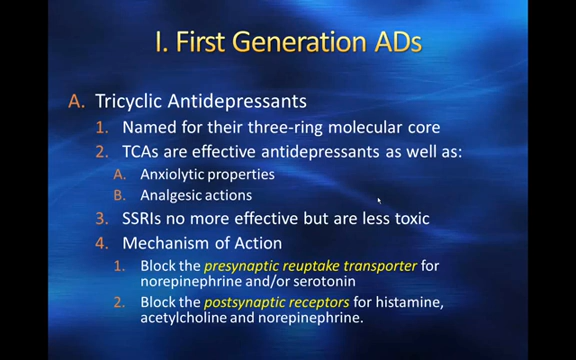 I. First Generation ADs
A. Tricyclic Antidepressants
1. Named for their three-ring molecular core
2. TCAs are effective antidepressants as well as:
A. Anxiolytic properties
B. Analgesic actions
3. SSRIs no more effective but are less toxic
4. Mechanism of Action
1. Block the presynaptic reuptake transporter for
norepinephrine and/or serotonin
2. Block the postsynaptic receptors for histamine,
acetylcholine and norepinephrine.